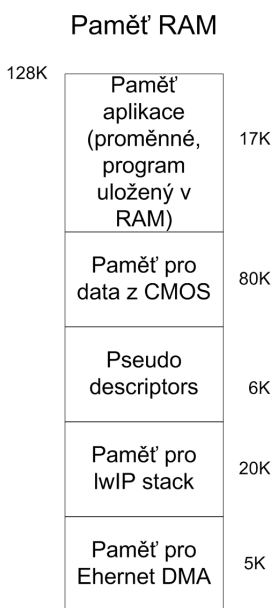 Paměť RAM
128K
Paměť
aplikace
(proměnné,
program
uložený v
RAM)
17K
Paměť pro
data z CMOS
80K
Pseudo
descriptors
6K
Paměť pro
lwIP stack
20K
Paměť pro
Ehernet DMA
5K